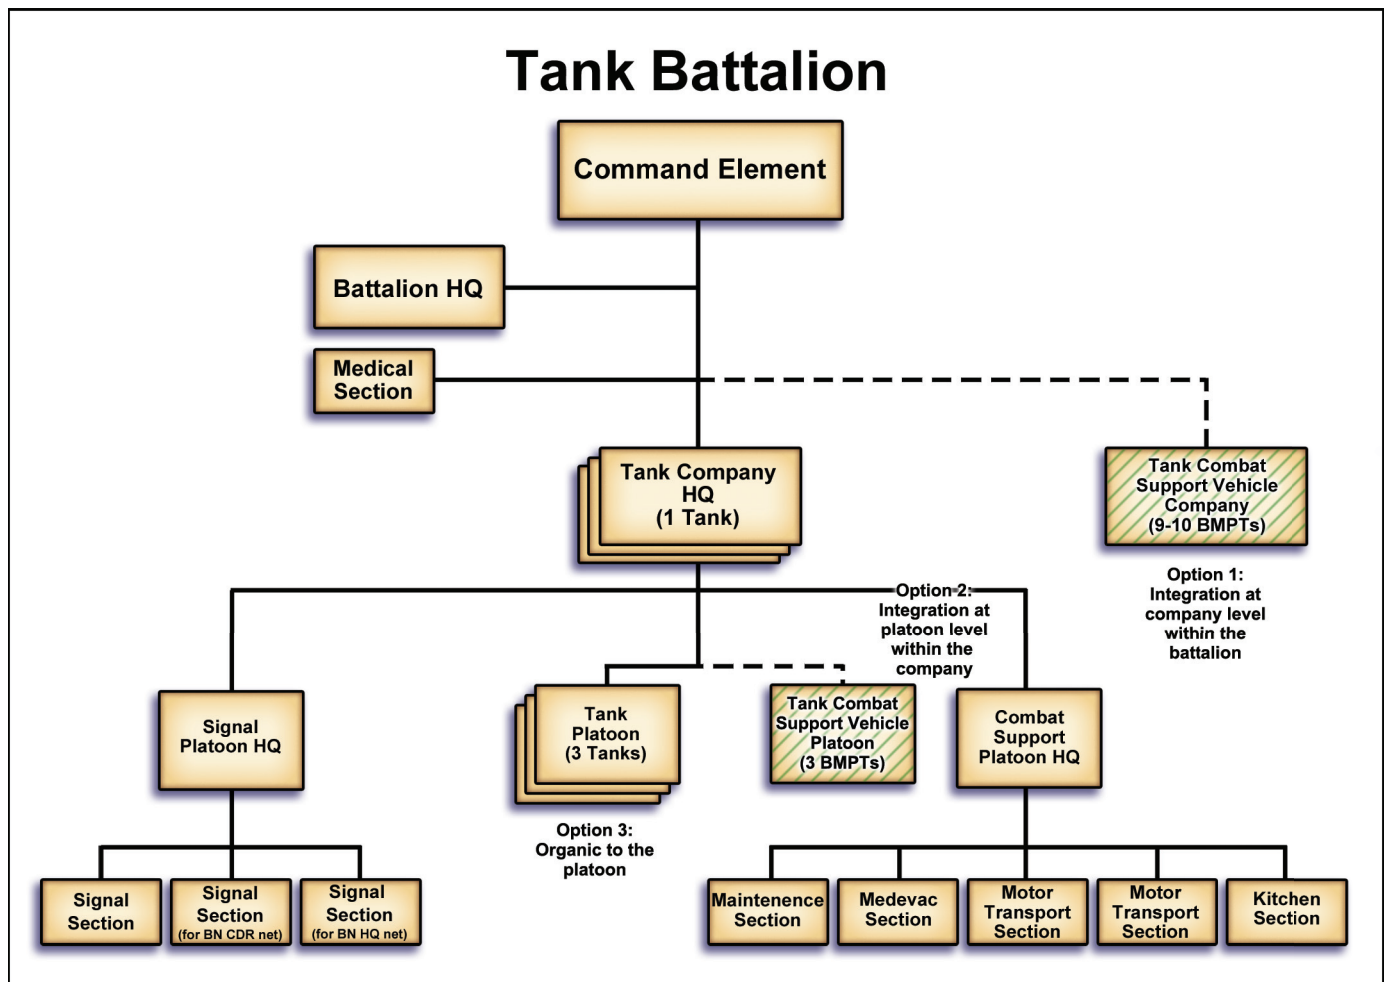 Tank Battalion
Command Element
Battalion HQ
Medical
Section
Tank Company
HQ
(1 Tank)
Tank Combat
Support Vehicle
Company
(9-10 BMPTs)
Option 1:
Integration at
company level
within the
battalion
Option 2:
Integration at
platoon level
within the
company
Signal
Platoon HQ
Tank
Platoon
(3 Tanks)
Tank Combat
Support Vehicle
Platoon
(3 BMPTs)
Combat
Support
Platoon HQ
Option 3:
Organic to the
platoon
Signal
Section
Signal
Section
(for BN CDR net)
Signal
Section
(for BN HQ net)
Maintenence
Section
Medevac
Section
Motor
Transport
Section
Motor
Transport
Section
Kitchen
Section